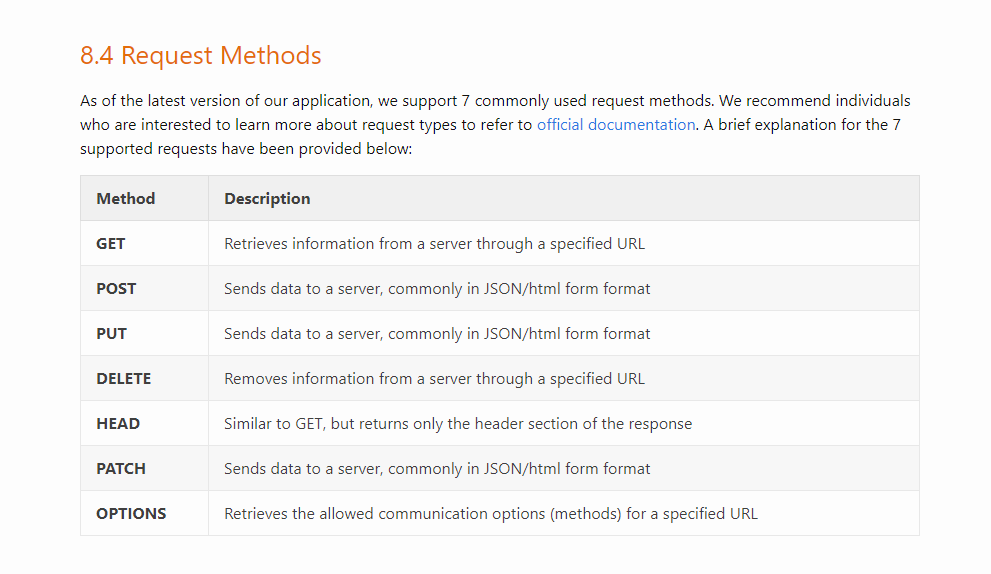 8.4 Request Methods
As of the latest version of our application, we support 7 commonly used request methods. We recommend individuals
who are interested to learn more about request types to refer to official documentation. A brief explanation for the 7
supported requests have been provided below:
Method Description
GET Retrieves information from a server through a specified URL
POST Sends data to a server, commonly in JSON/html form format
PUT Sends data to a server, commonly in JSON/html form format
DELETE Removes information from a server through a specified URL
HEAD Similar to GET, but returns only the header section of the response
PATCH Sends data to a server, commonly in JSON/html form format
OPTIONS Retrieves the allowed communication options (methods) for a specified URL